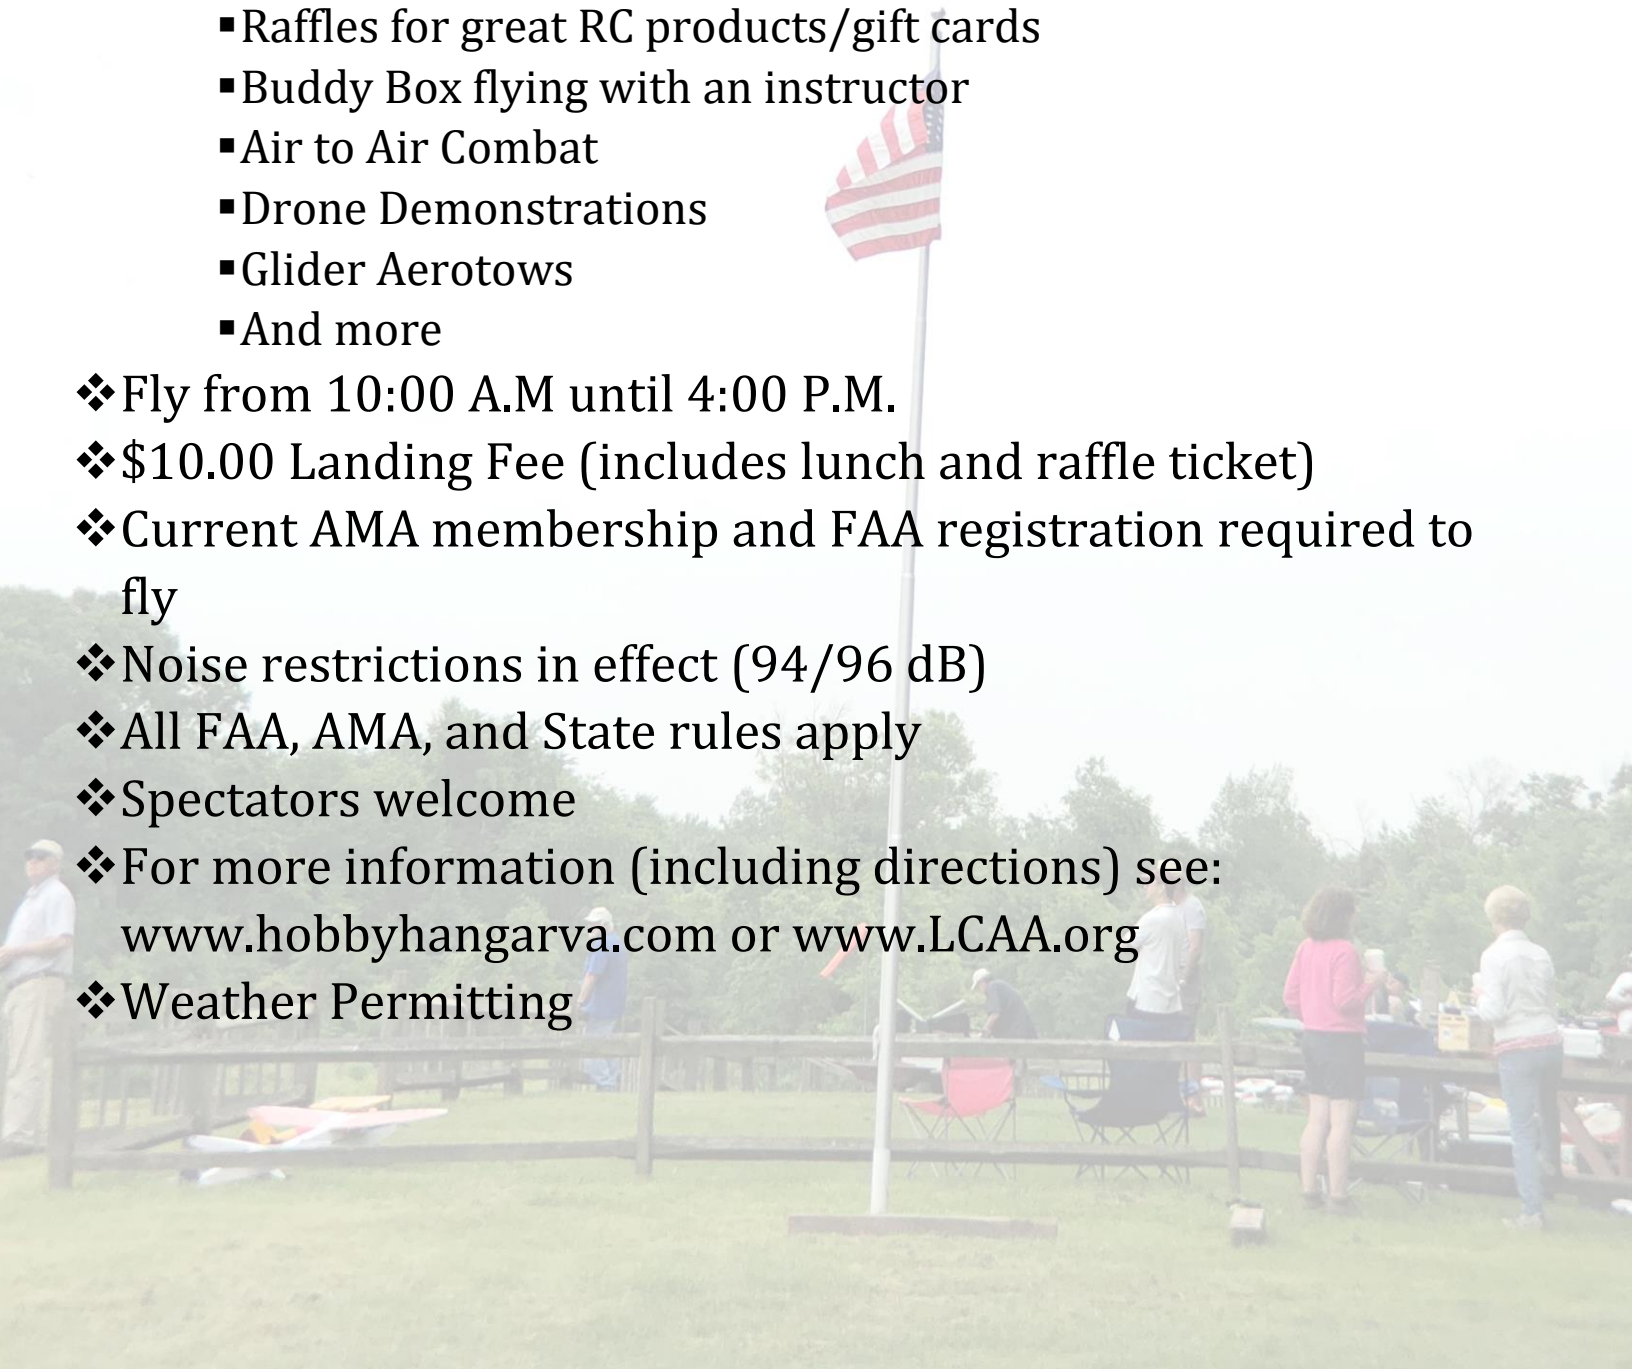 ▪Raffles for great RC products/gift cards
▪Buddy Box flying with an instructor
▪Air to Air Combat
▪Drone Demonstrations
▪Glider Aerotows
▪And more
❖Fly from 10:00 A.M until 4:00 P.M.
❖$10.00 Landing Fee (includes lunch and raffle ticket)
❖Current AMA membership and FAA registration required to
fly
❖Noise restrictions in effect (94/96 dB)
❖All FAA, AMA, and State rules apply
❖Spectators welcome
❖For more information (including directions) see:
www.hobbyhangarva.com or www.LCAA.org
❖Weather Permitting